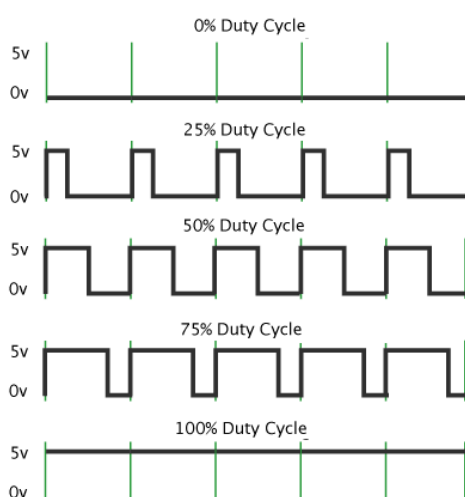 0% Duty Cycle
5v
0v
25% Duty Cycle
5v
0v
50% Duty Cycle
5v
0v
75% Duty Cycle
5v
0v
100% Duty Cycle
5v
0v